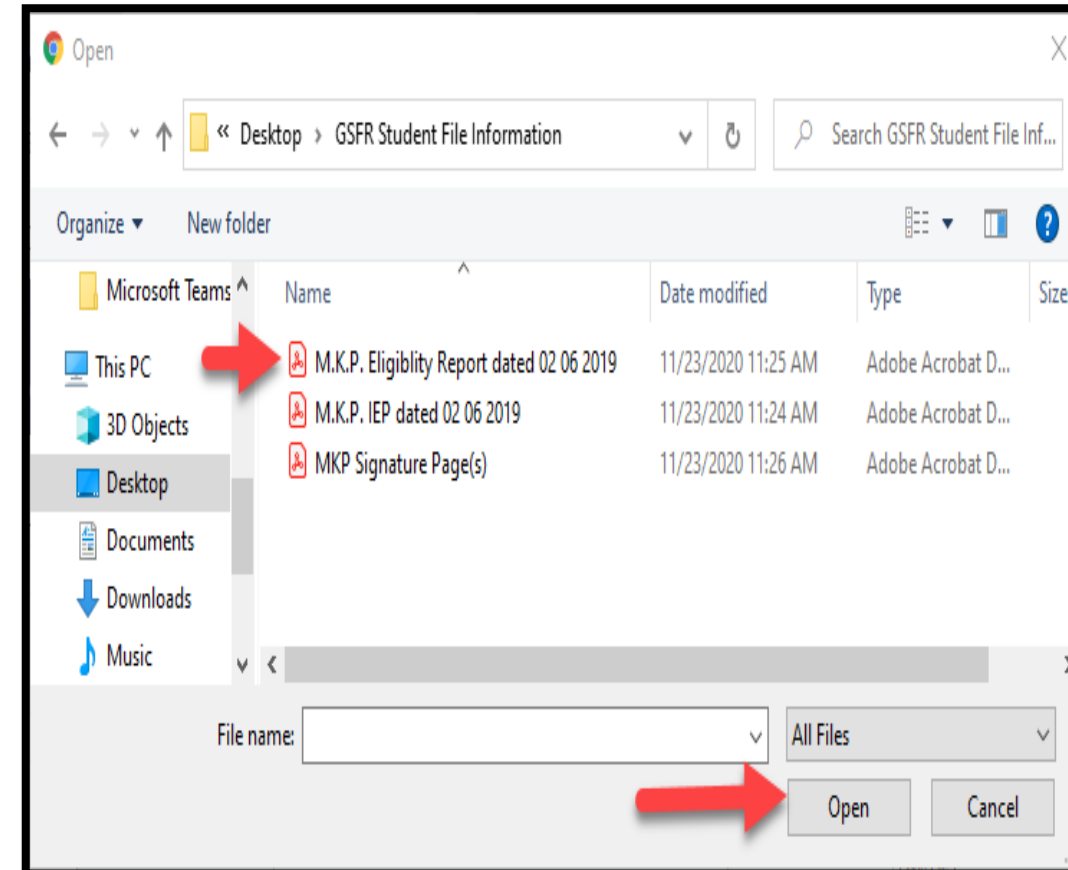 Open
« Desktop › GSFR Student File Information
Search GSFR Student File Inf...
Organize
New folder
Microsoft Teams
Name
Date modified
Type
Size
This PC
M.K.P. Eligiblity Report dated 02 06 2019
11/23/2020 11:25 AM
Adobe Acrobat D...
3D Objects
M.K.P. IEP dated 02 06 2019
11/23/2020 11:24 AM
Adobe Acrobat D...
Desktop
MKP Signature Page(s)
11/23/2020 11:26 AM
Adobe Acrobat D...
Documents
Downloads
Music
File name:
All Files
Open
Cancel